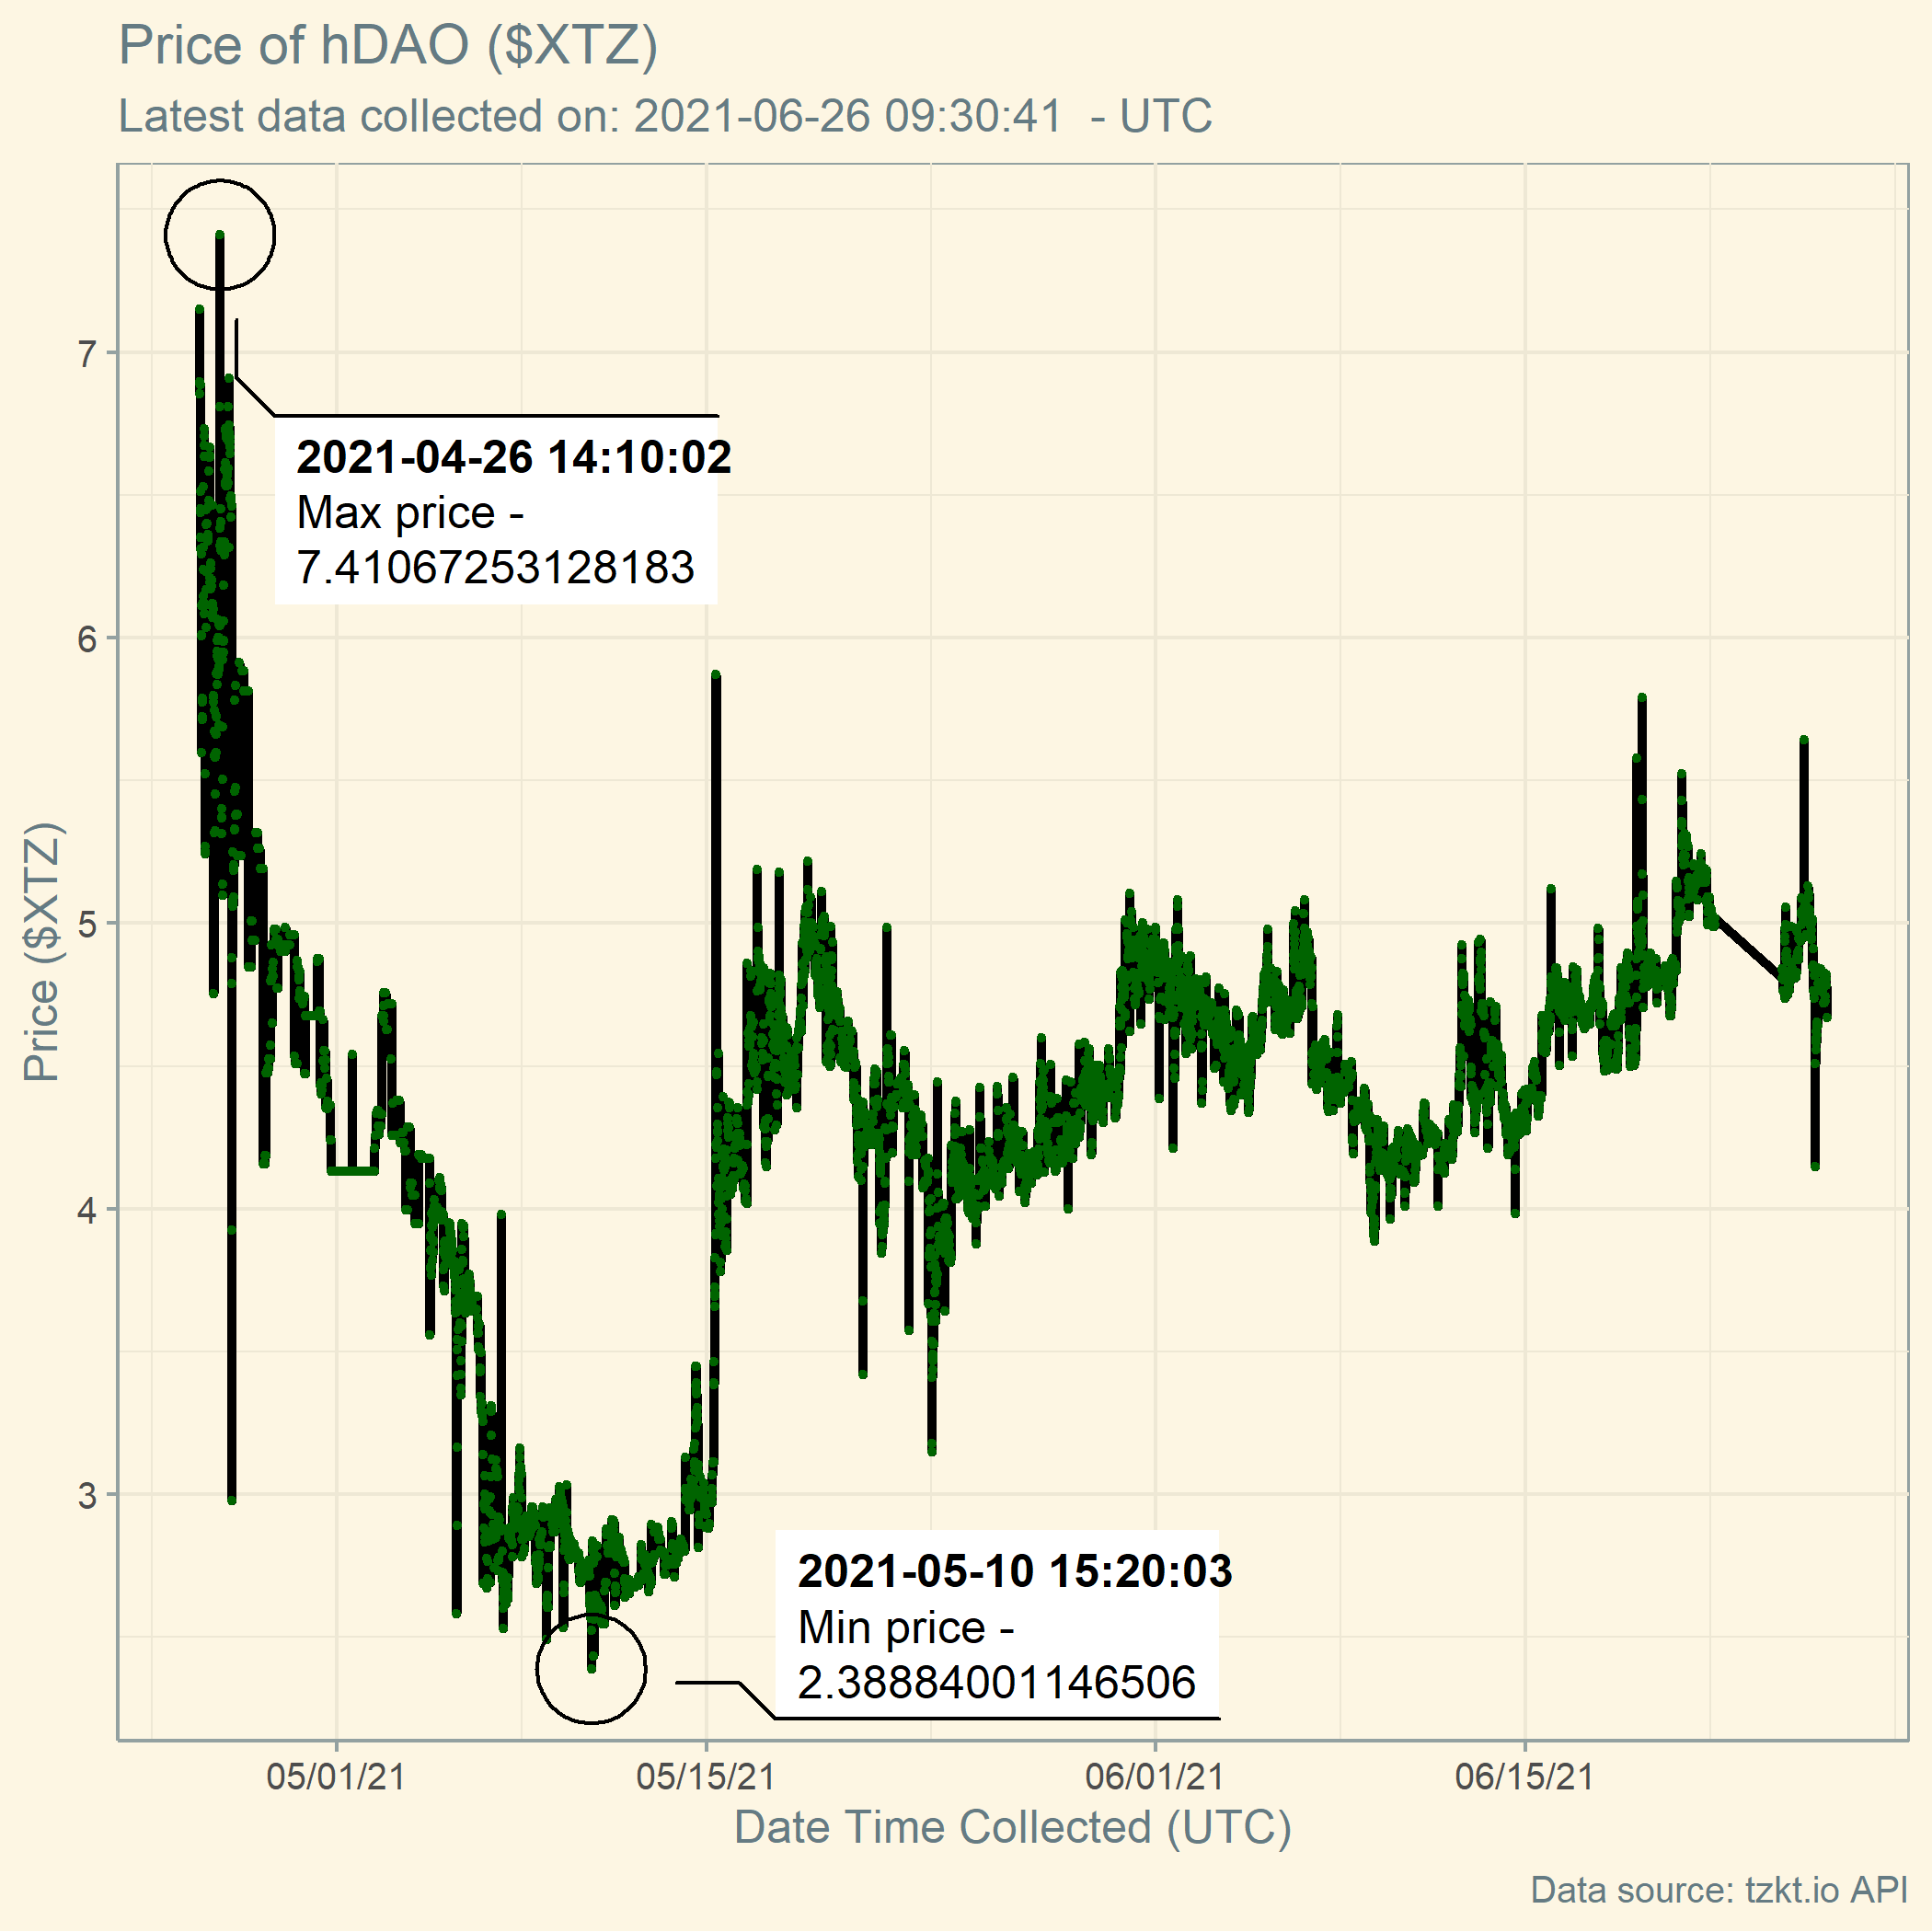 Price of hDAO ($XTZ)
Latest data collected on: 2021-06-26 09:30:41  - UTC
7
2021-04-26 14:10:02
Max price -
7.41067253128183
6
Price ($XTZ)
5
4
3
2021-05-10 15:20:03
Min price -
2.38884001146506
05/01/21 05/15/21 06/01/21 06/15/21
Date Time Collected (UTC)
Data source: tzkt.io API